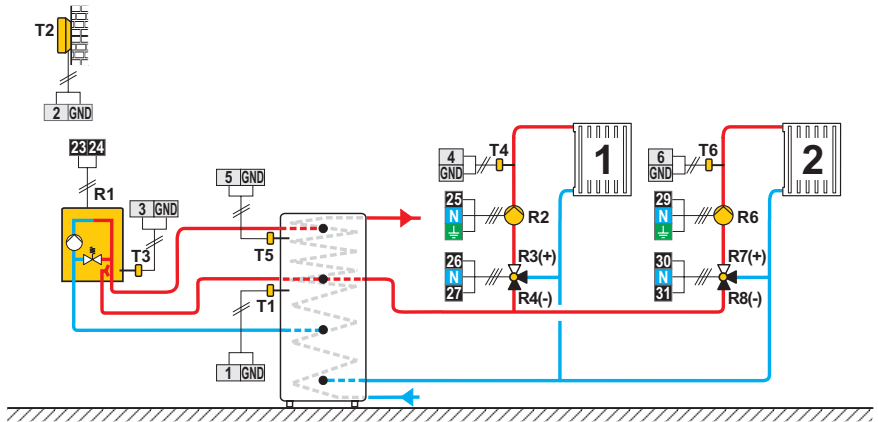 T2
2 GND
23 24
R1
3 GND
T3
5 GND
T5
T1
1 GND
4
GND
T4
1
25
N
R2
26
N
27
R3(+)
R4(-)
6
GND
T6
2
29
N
R6
30
N
31
R7(+)
R8(-)